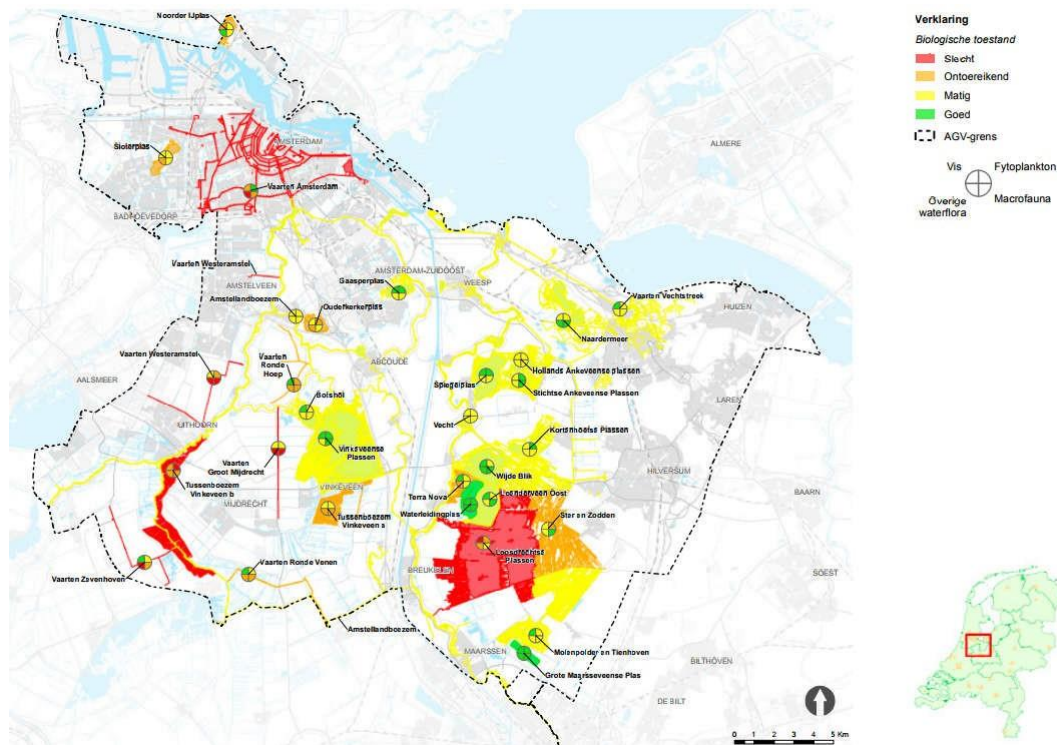 Noorder IJplas
AMSTERDAM
ALMERE
Sloterplas
Vaarten Amsterdam
BADHOEVEDORP
Vaarten Westeramstel
AMSTERDAM-ZUIDOOST
Gaasperplas
WEESP
AMSTELVEEN
Amstellandboezem
Ouderkerkerplas
Vaarten Vechtstreek
HUIZEN
Naardermeer
Vaarten Westeramstel
Vaarten
Ronde
Hoep
ABCOUDE
Hollands Ankeveense plassen
AALSMEER
Spiegelplas
Stichtse Ankeveense Plassen
LAREN
Botshol
Vecht
UITHOORN
Kortenhoefse Plassen
Vinkeveense
Plassen
Vaarten
Groot Mijdrecht
Wijde Blik
HILVERSUM
Tussenboezem
Vinkeveen b
VINKEVEEN
Terra Nova
Loenderveen Oost
BAARN
MIJDRECHT
Waterleidingplas
Tussenboezem
Vinkeveen a
Ster en Zodden
Loosdrechtse
Plassen
Vaarten Zevenhoven
Vaarten Ronde Venen
BREUKELEN
SOEST
Amstellandboezem
MAARSSEN
Molenpolder en Tienhoven
BILTHOVEN
Grote Maarsseveense Plas
DE BILT
0 1 2 3 4 5 Km
Verklaring
Biologische toestand
Slecht
Ontoereikend
Matig
Goed
AGV-grens
Vis
Fytoplankton
Overige
waterflora
Macrofauna